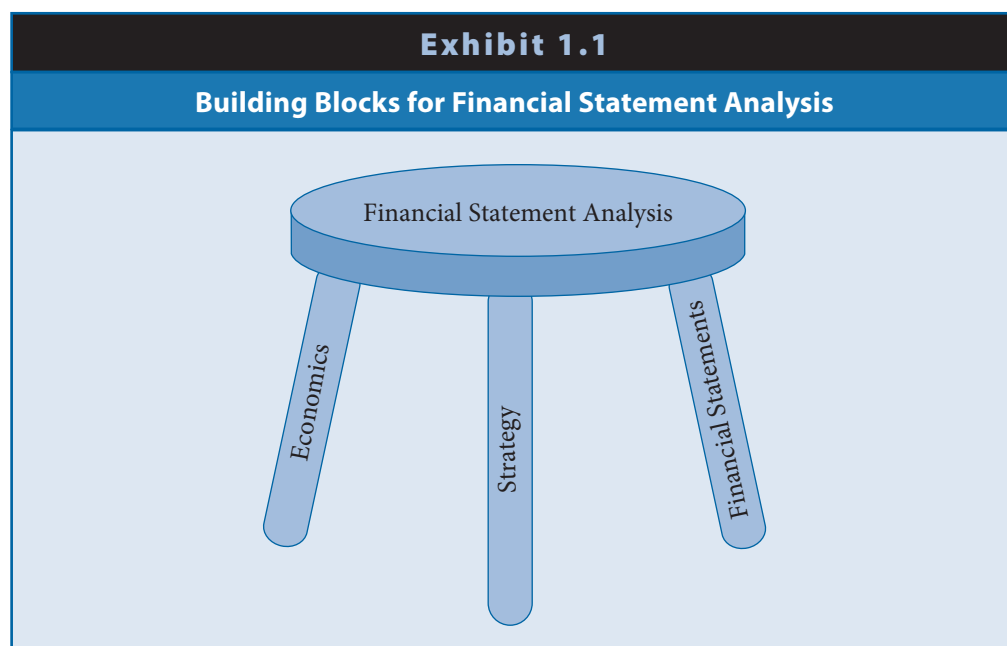 Exhibit 1.1
Building Blocks for Financial Statement Analysis
Financial Statement Analysis
Economics
Strategy
Financial Statements